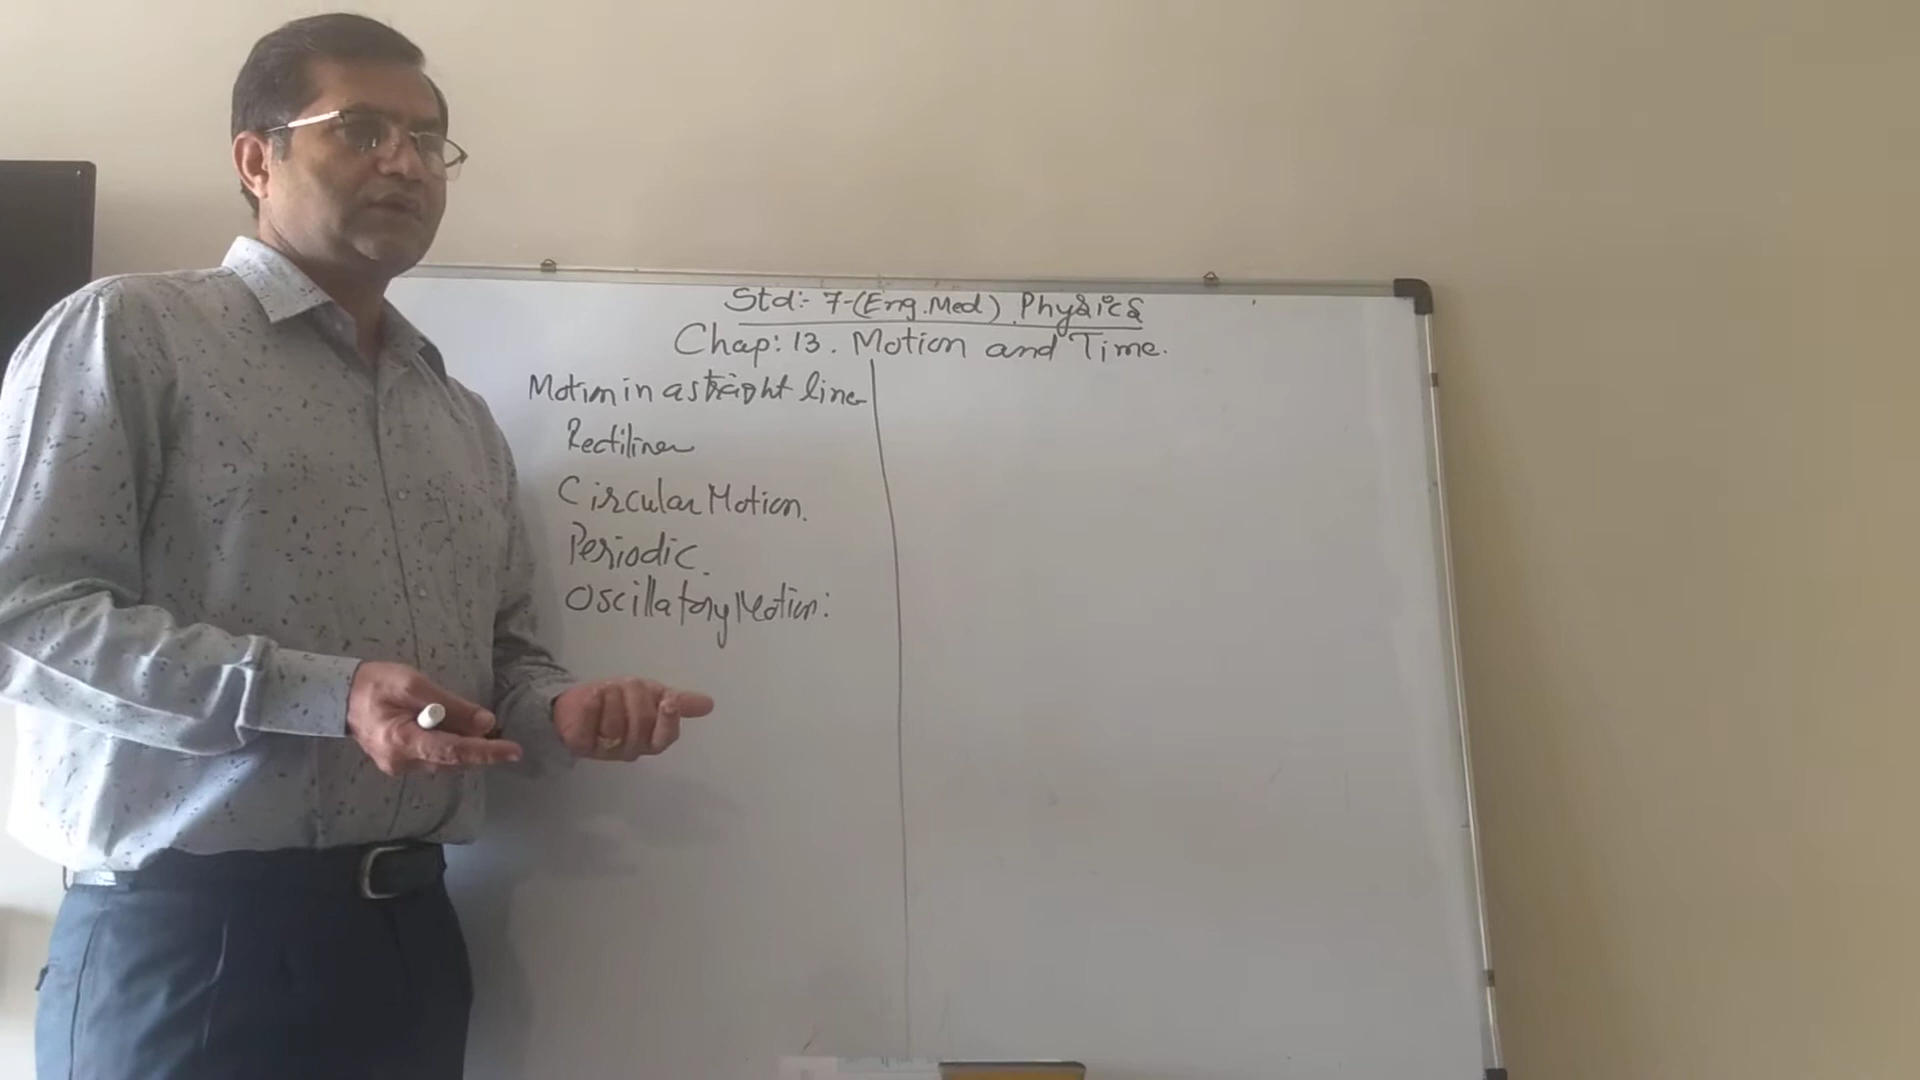 Std:- 7-(Eng.Med) Physics
Chap: 13. Motion and Time.
Motion in a straight line
Rectiliner
Circular Motion.
Periodic.
Oscillatory Motion: